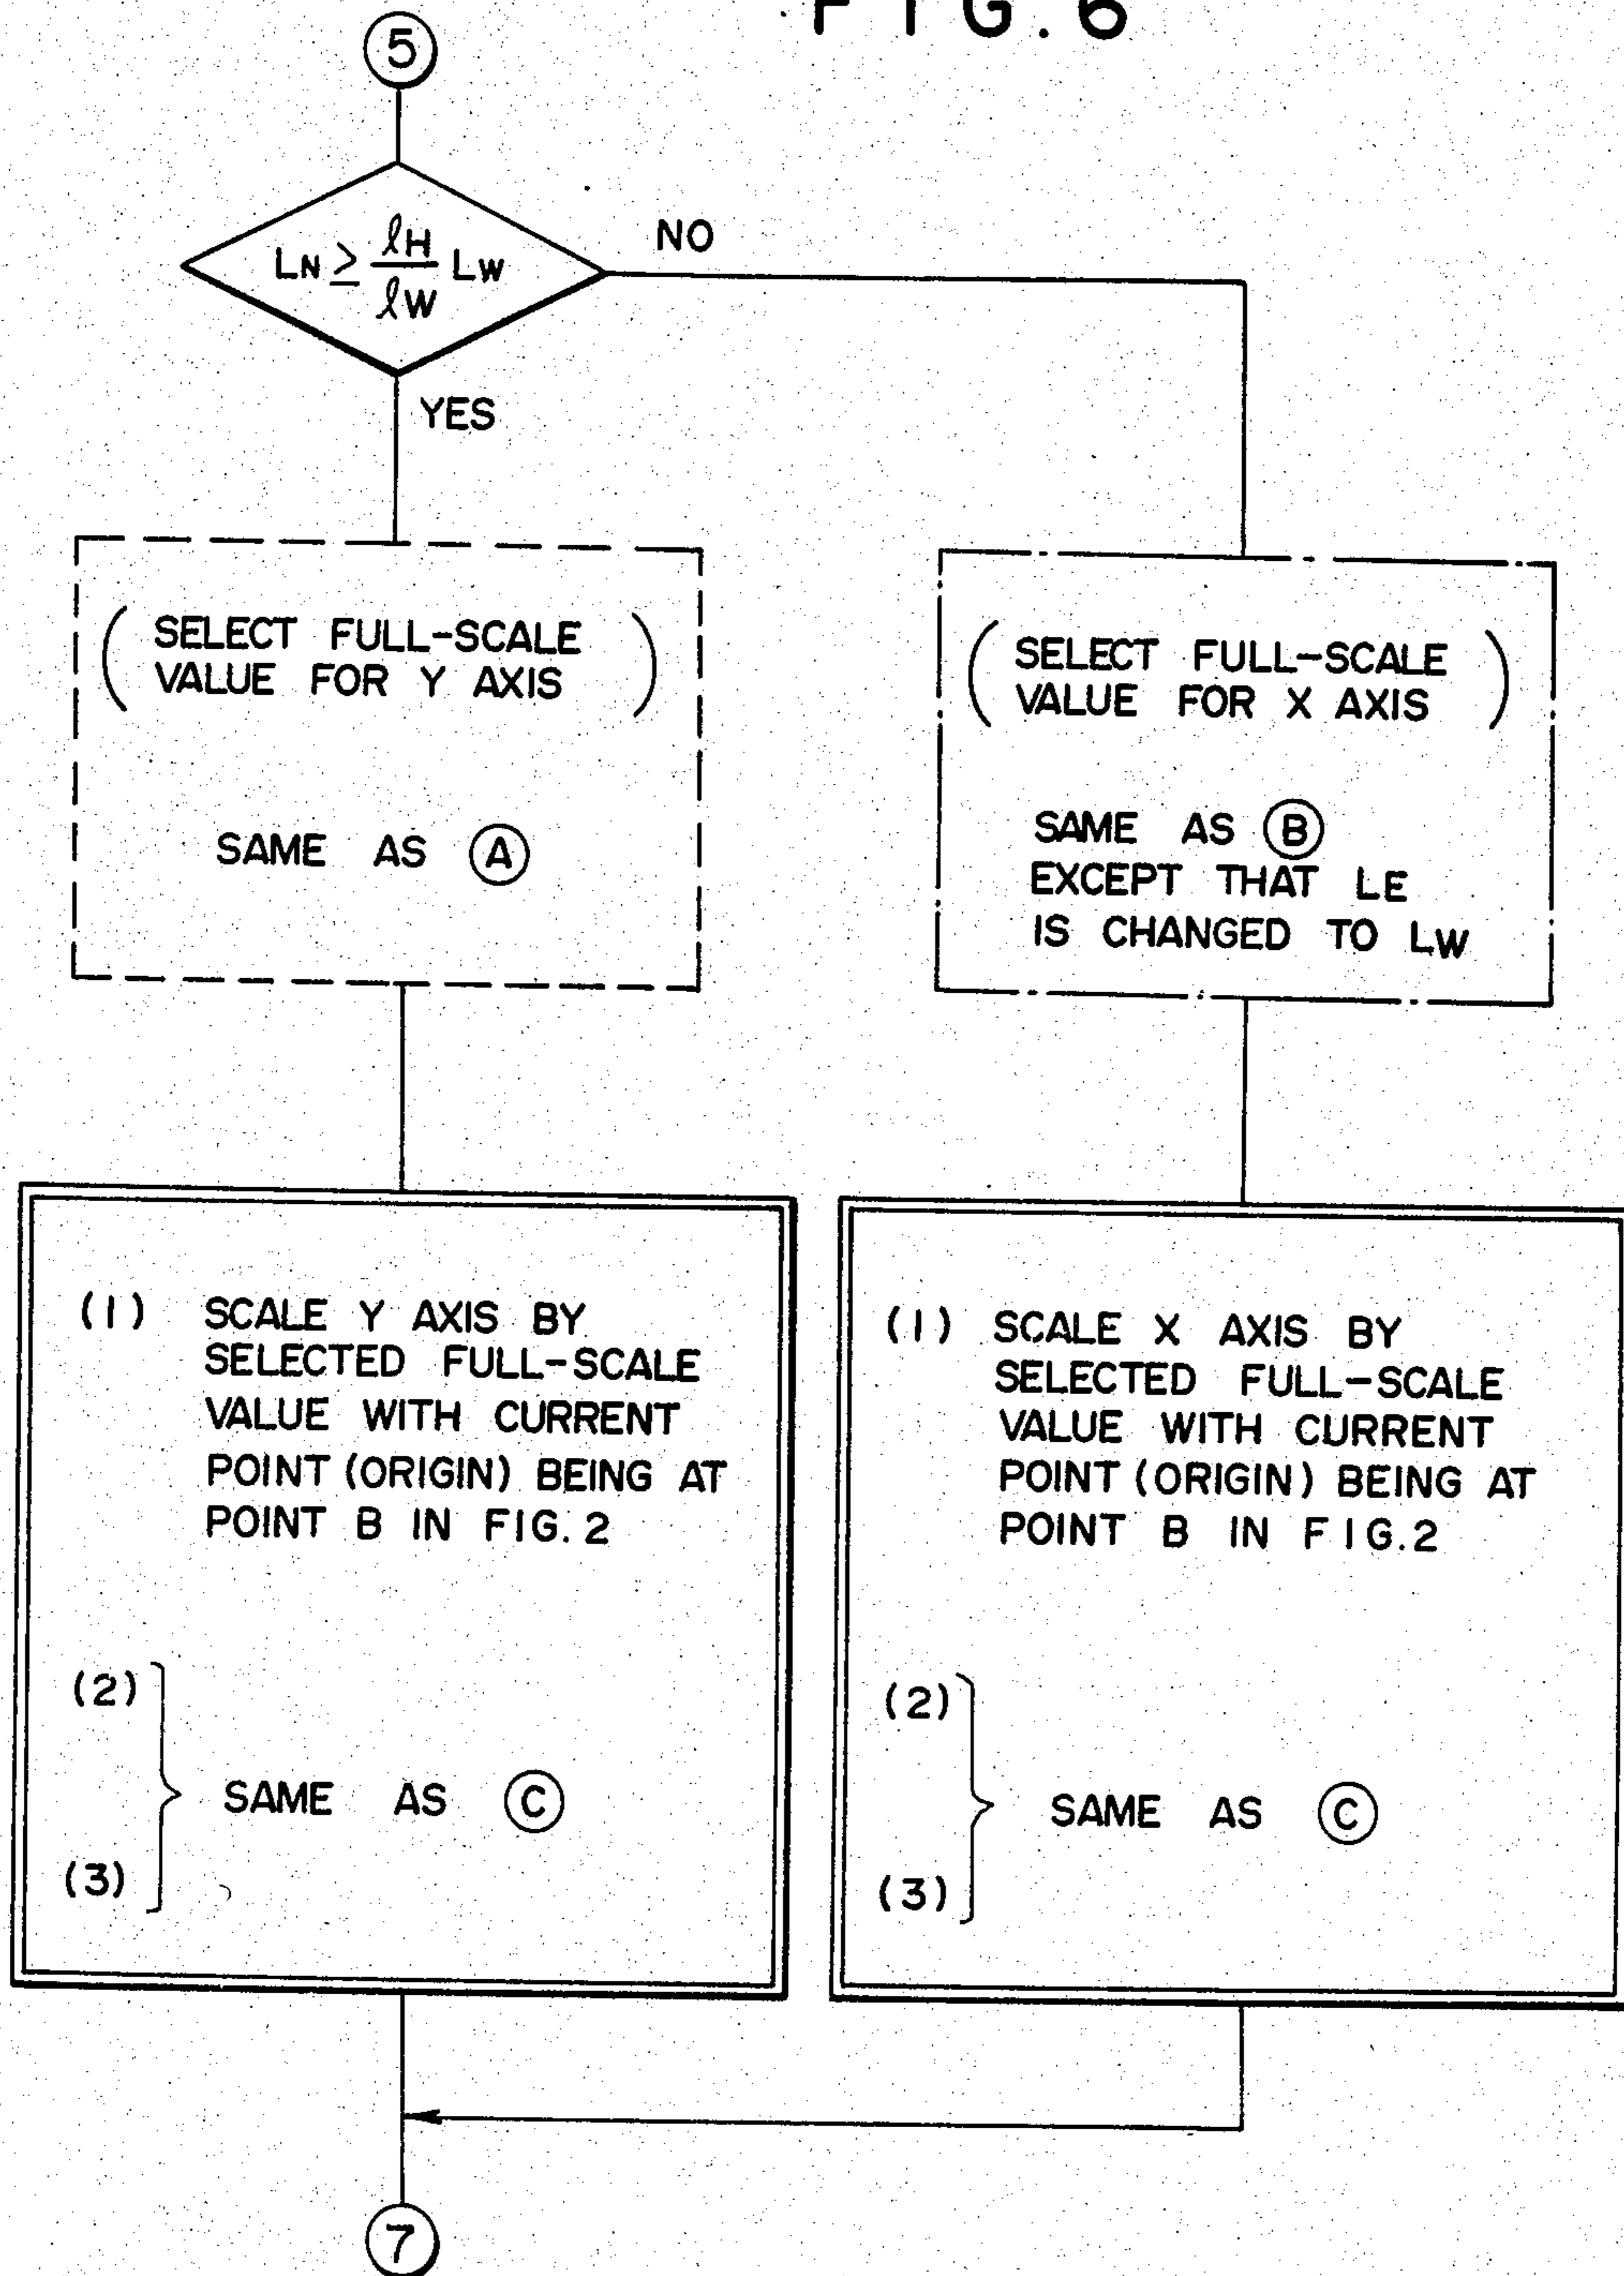 FIG. 6
5
LN ≥ ℓH/ℓW LW
NO
YES
( SELECT FULL-SCALE
VALUE FOR Y AXIS )
SAME AS A
( SELECT FULL-SCALE
VALUE FOR X AXIS )
SAME AS B
EXCEPT THAT LE
IS CHANGED TO LW
(1) SCALE Y AXIS BY
SELECTED FULL-SCALE
VALUE WITH CURRENT
POINT (ORIGIN) BEING AT
POINT B IN FIG. 2
(2)
SAME AS C
(3)
(1) SCALE X AXIS BY
SELECTED FULL-SCALE
VALUE WITH CURRENT
POINT (ORIGIN) BEING AT
POINT B IN FIG.2
(2)
SAME AS C
(3)
7